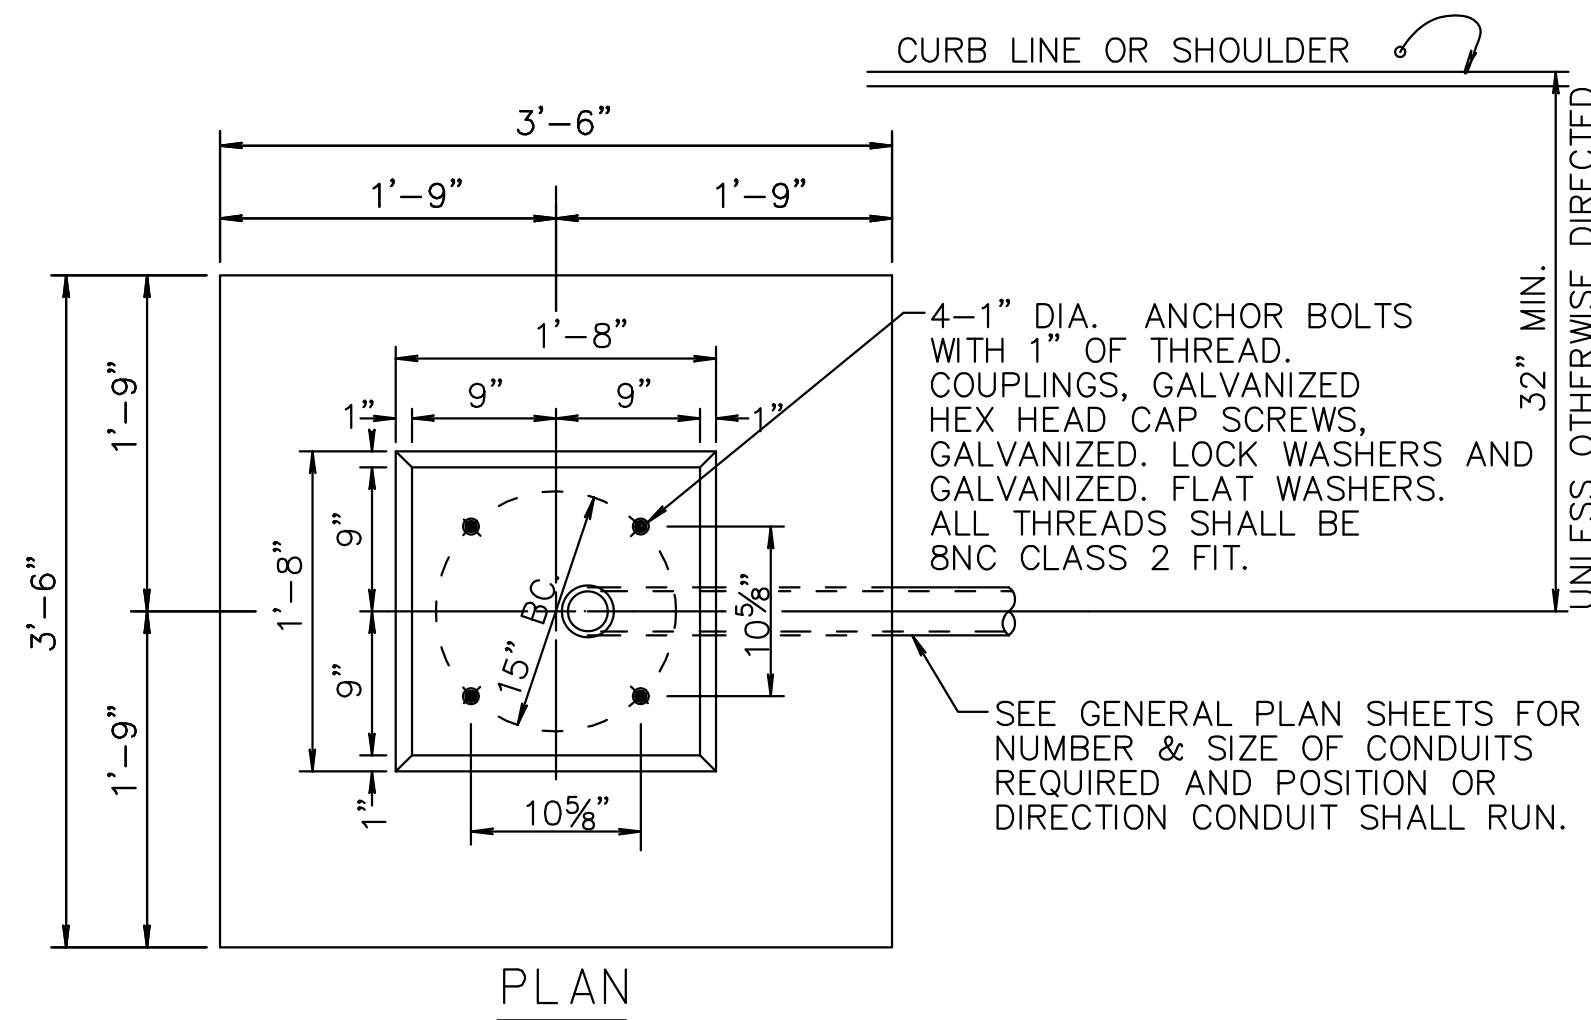 CURB LINE OR SHOULDER
3'-6"
1'-9" 1'-9"
1'-8"
9" 9"
1" 1"
4-1" DIA. ANCHOR BOLTS
WITH 1" OF THREAD.
COUPLINGS, GALVANIZED
HEX HEAD CAP SCREWS,
GALVANIZED. LOCK WASHERS AND
GALVANIZED. FLAT WASHERS.
ALL THREADS SHALL BE
8NC CLASS 2 FIT.
32" MIN.
UNLESS OTHERWISE DIRECTED
3'-6"
1'-9"
1'-9"
1'-8"
9"
9"
1"
15" BC.
10⅝"
10⅝"
SEE GENERAL PLAN SHEETS FOR
NUMBER & SIZE OF CONDUITS
REQUIRED AND POSITION OR
DIRECTION CONDUIT SHALL RUN.
PLAN